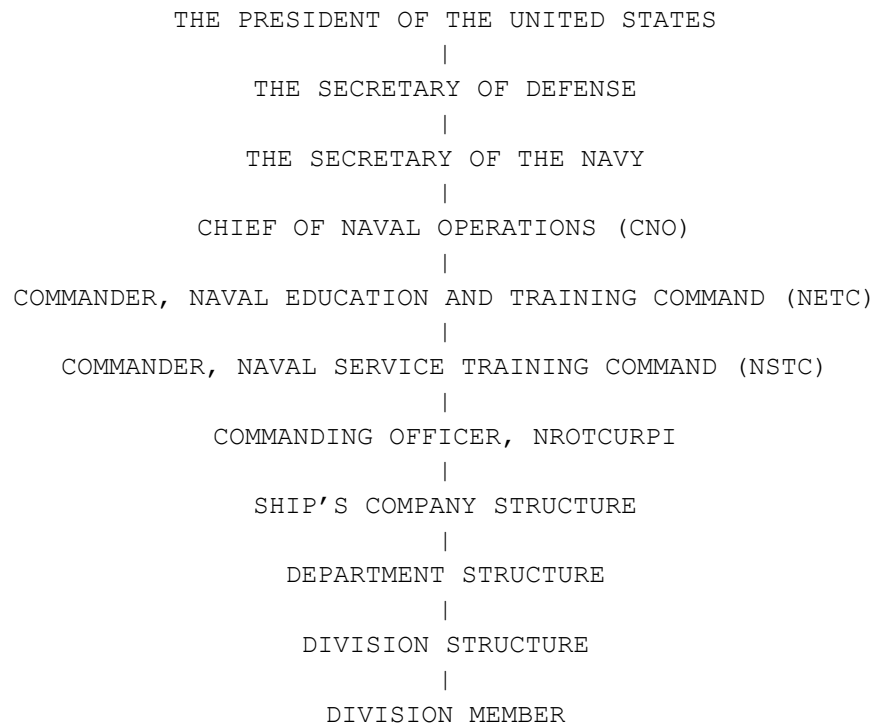 THE PRESIDENT OF THE UNITED STATES
|
THE SECRETARY OF DEFENSE
|
THE SECRETARY OF THE NAVY
|
CHIEF OF NAVAL OPERATIONS (CNO)
|
COMMANDER, NAVAL EDUCATION AND TRAINING COMMAND (NETC)
|
COMMANDER, NAVAL SERVICE TRAINING COMMAND (NSTC)
|
COMMANDING OFFICER, NROTCURPI
|
SHIP’S COMPANY STRUCTURE
|
DEPARTMENT STRUCTURE
|
DIVISION STRUCTURE
|
DIVISION MEMBER